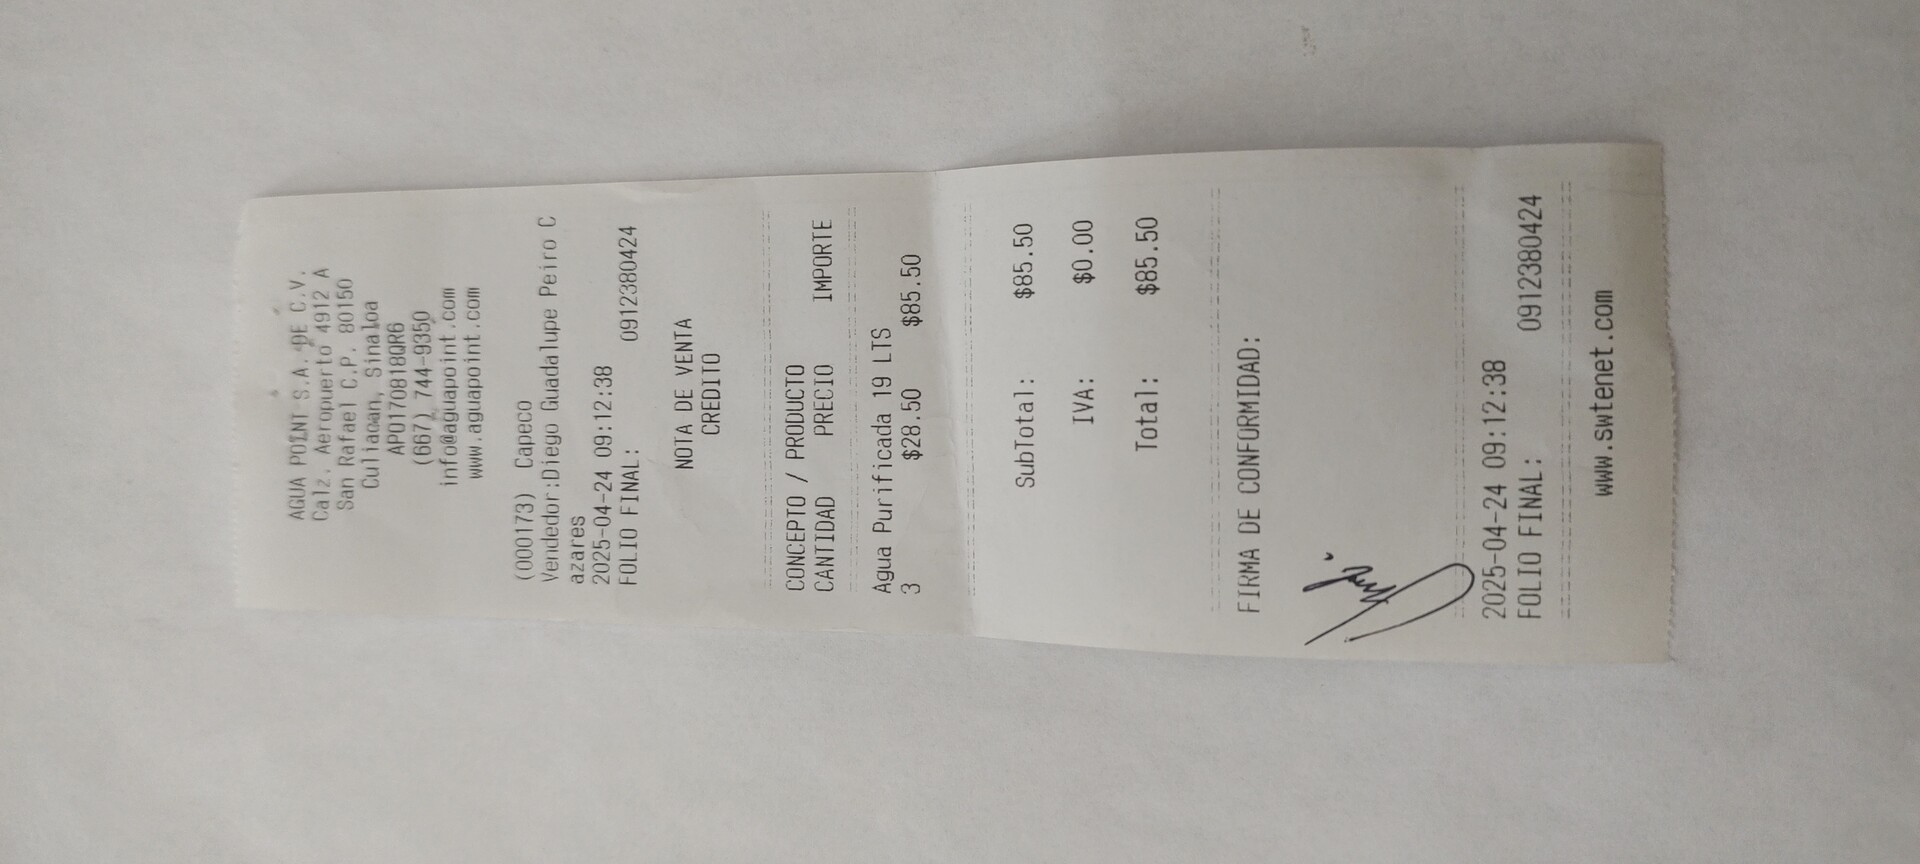 AGUA POINT S.A. DE C.V.
Calz. Aeropuerto 4912 A
San Rafael C.P. 80150
Culiacan, Sinaloa
APO170818QR6
(667) 744-9350
info@aguapoint.com
www.aguapoint.com
(000173) Capeco
Vendedor:Diego Guadalupe Peiro C
azares
2025-04-24 09:12:38
FOLIO FINAL: 0912380424
NOTA DE VENTA
CREDITO
CONCEPTO / PRODUCTO
CANTIDAD PRECIO IMPORTE
Agua Purificada 19 LTS
3 $28.50 $85.50
SubTotal: $85.50
IVA: $0.00
Total: $85.50
FIRMA DE CONFORMIDAD:
2025-04-24 09:12:38
FOLIO FINAL: 0912380424
www.swtenet.com